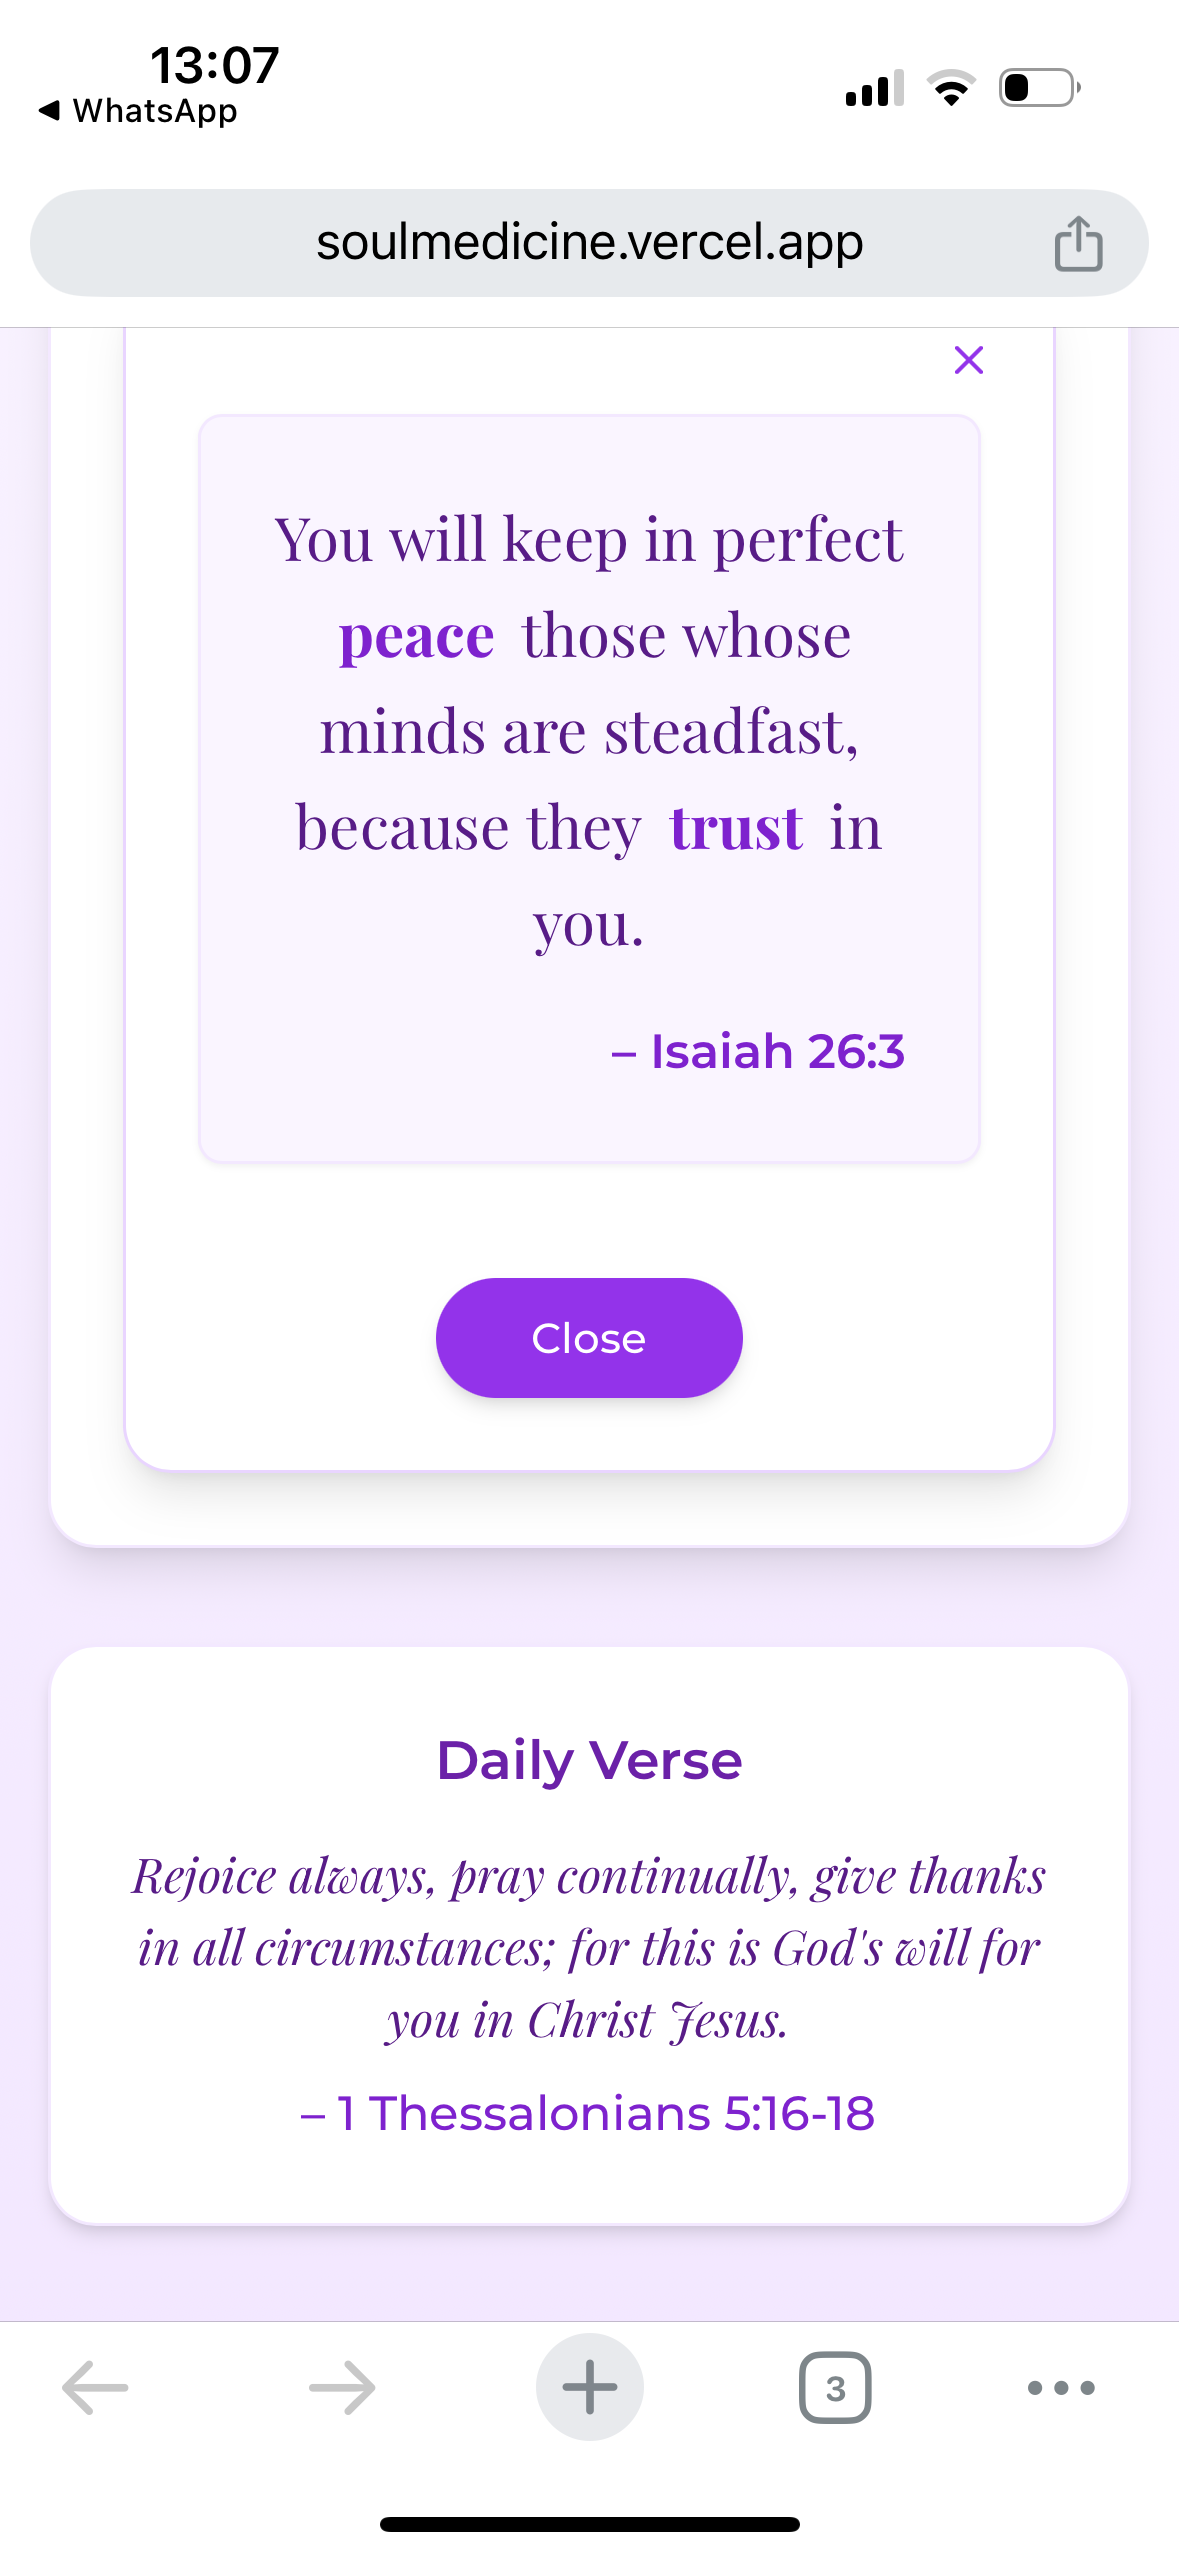 13:07
WhatsApp
soulmedicine.vercel.app
You will keep in perfect
peace those whose
minds are steadfast,
because they trust in
you.
– Isaiah 26:3
Close
Daily Verse
Rejoice always, pray continually, give thanks
in all circumstances; for this is God's will for
you in Christ Jesus.
– 1 Thessalonians 5:16-18
3